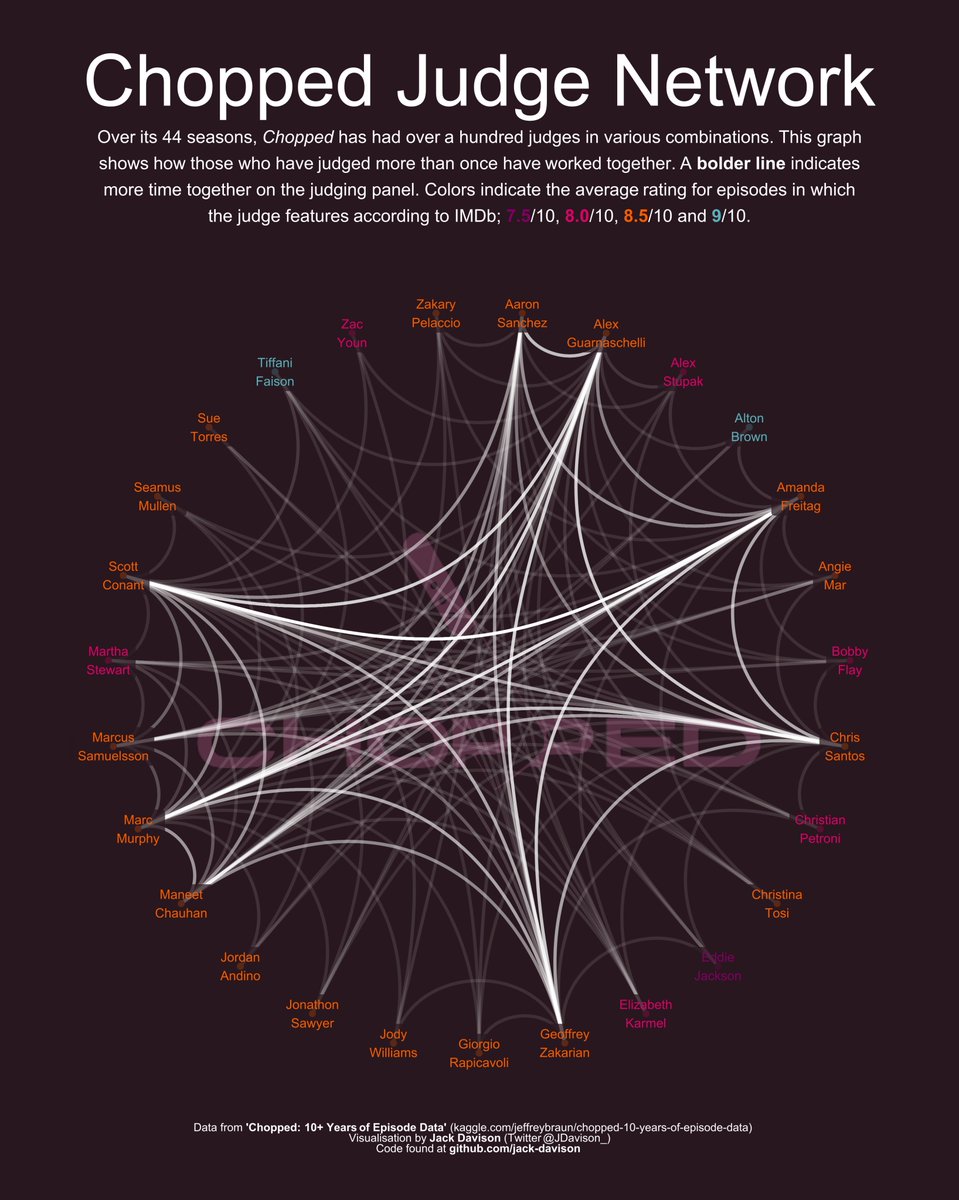 Chopped Judge Network
Over its 44 seasons, Chopped has had over a hundred judges in various combinations. This graph
shows how those who have judged more than once have worked together. A bolder line indicates
more time together on the judging panel. Colors indicate the average rating for episodes in which
the judge features according to IMDb; 7.5/10, 8.0/10, 8.5/10 and 9/10.
Zakary
Pelaccio
Aaron
Sanchez
Alex
Guarnaschelli
Zac
Youn
Alex
Stupak
Tiffani
Faison
Alton
Brown
Sue
Torres
Amanda
Freitag
Seamus
Mullen
Angie
Mar
Scott
Conant
Bobby
Flay
Martha
Stewart
Chris
Santos
Marcus
Samuelsson
CHOPPED
Christian
Petroni
Marc
Murphy
Christina
Tosi
Maneet
Chauhan
Eddie
Jackson
Jordan
Andino
Elizabeth
Karmel
Jonathon
Sawyer
Geoffrey
Zakarian
Jody
Williams
Giorgio
Rapicavoli
Data from 'Chopped: 10+ Years of Episode Data' (kaggle.com/jeffreybraun/chopped-10-years-of-episode-data)
Visualisation by Jack Davison (Twitter @JDavison_)
Code found at github.com/jack-davison